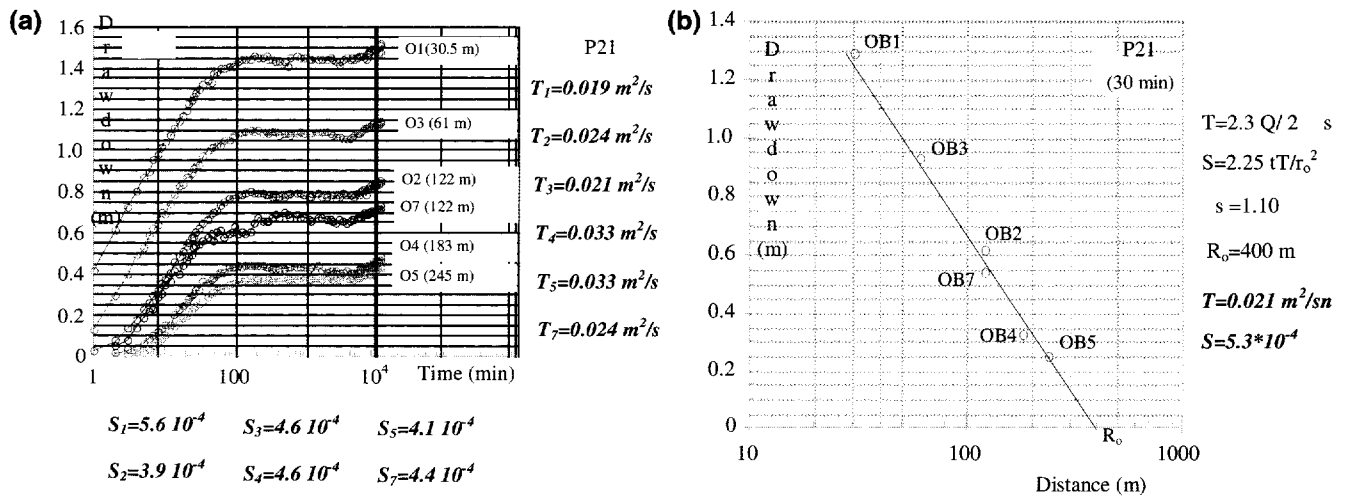 (a)
Drawdown (m)
1.6
1.4
1.2
1.0
0.8
0.6
0.4
0.2
0
1
100
10⁴
Time (min)
O1(30.5 m)
O3 (61 m)
O2 (122 m)
O7 (122 m)
O4 (183 m)
O5 (245 m)
P21
T₁=0.019 m²/s
T₂=0.024 m²/s
T₃=0.021 m²/s
T₄=0.033 m²/s
T₅=0.033 m²/s
T₇=0.024 m²/s
S₁=5.6 10⁻⁴ S₃=4.6 10⁻⁴ S₅=4.1 10⁻⁴
S₂=3.9 10⁻⁴ S₄=4.6 10⁻⁴ S₇=4.4 10⁻⁴
(b)
Drawdown (m)
1.4
1.2
1.0
0.8
0.6
0.4
0.2
0
10
100
1000
Distance (m)
OB1
OB3
OB2
OB7
OB4
OB5
Rₒ
P21
(30 min)
T=2.3 Q/ 2 s
S=2.25 tT/rₒ²
s =1.10
Rₒ=400 m
T=0.021 m²/sn
S=5.3*10⁻⁴